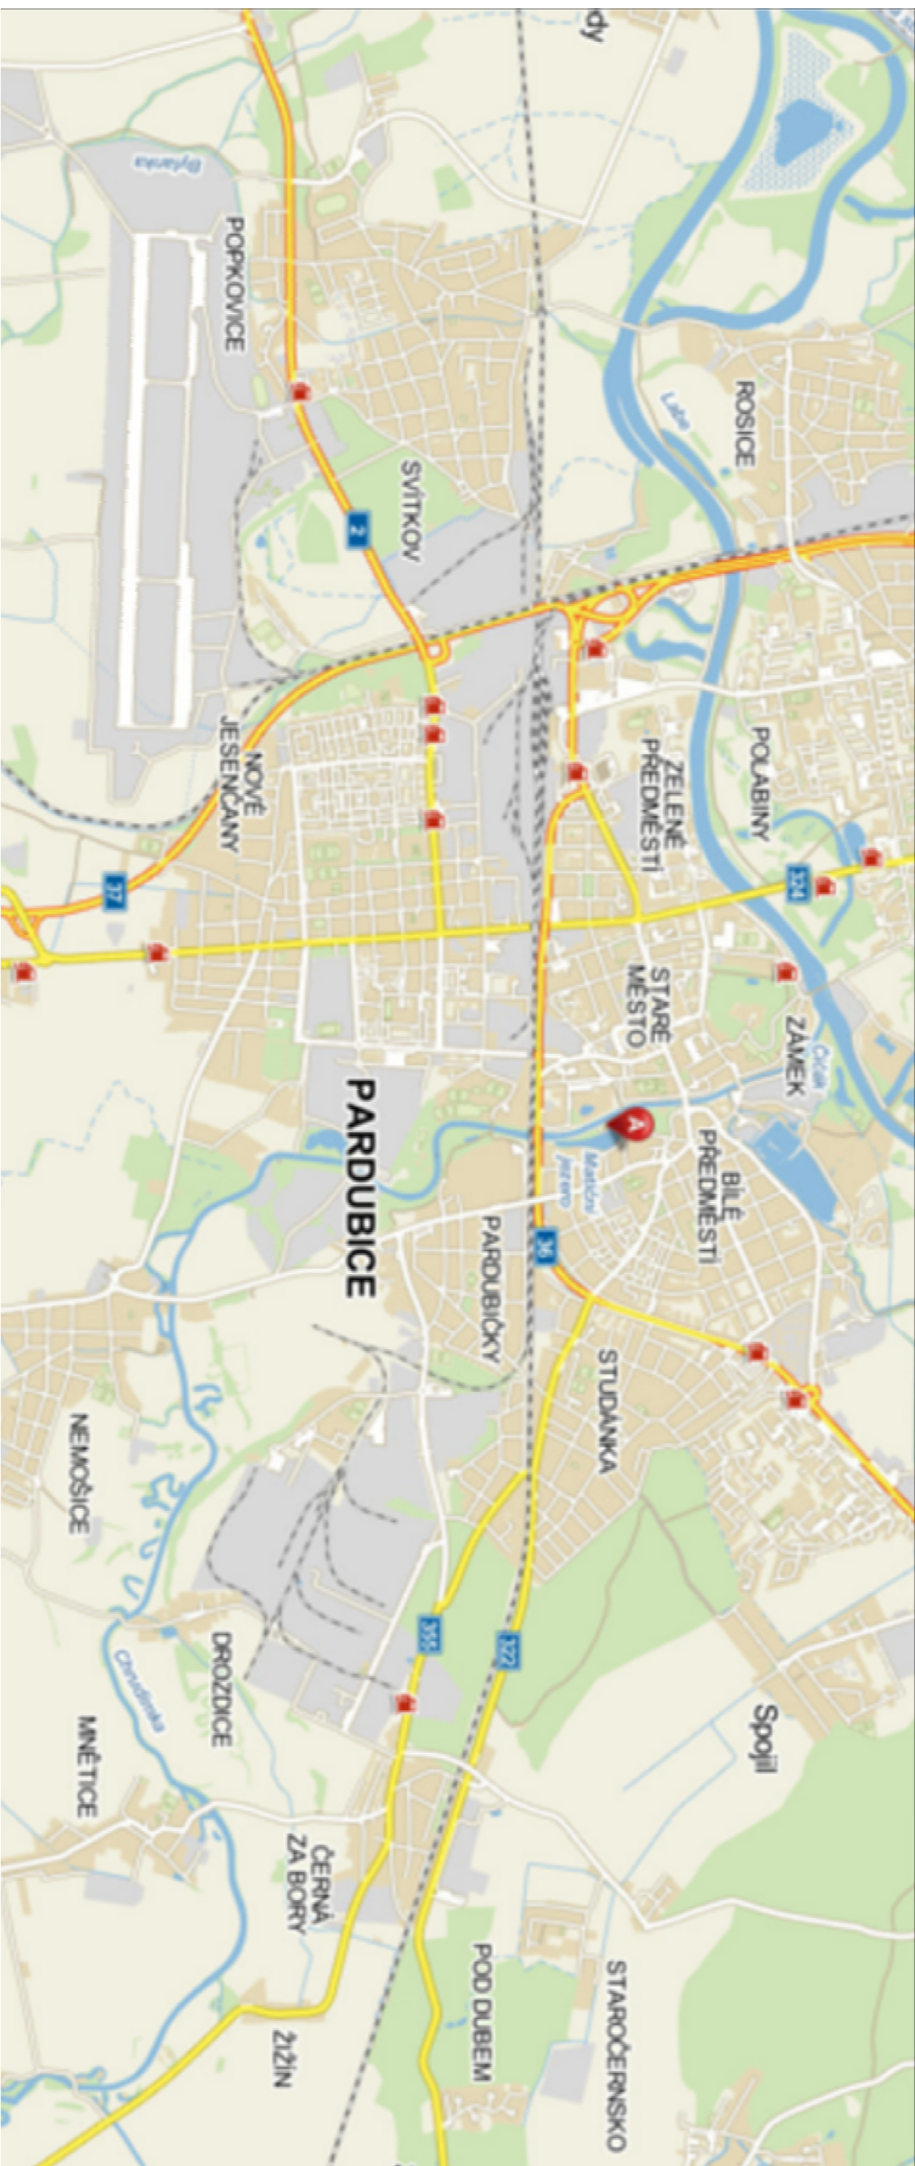 dy
Bylanka
POPKOVICE
ROSICE
Labe
SVÍTKOV
2
POLABINY
ZELENÉ
PŘEDMĚSTÍ
NOVÉ
JESENČANY
324
37
STARÉ
MĚSTO
ZÁMEK
Čičák
A
PARDUBICE
BÍLÉ
PŘEDMĚSTÍ
Matiční
jezero
36
PARDUBIČKY
STUDÁNKA
NEMOŠICE
355
322
DROZDICE
Chrudimka
Spojil
MNĚTICE
ČERNÁ
ZA BORY
POD DUBEM
STAROČERNSKO
ŽIŽÍN